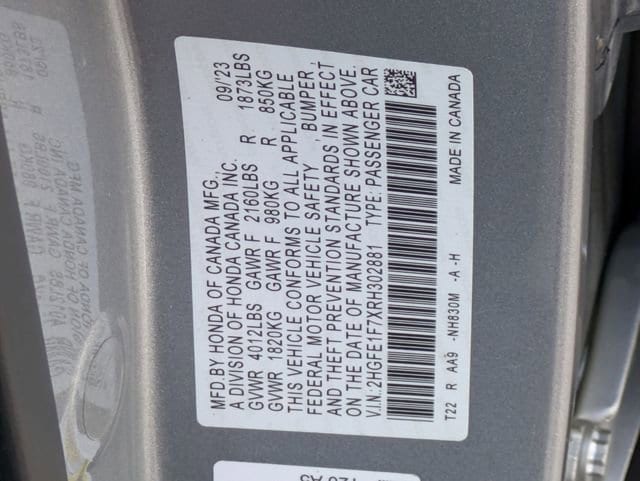 MFD.BY HONDA OF CANADA MFG., 09/23
A DIVISION OF HONDA CANADA INC.
GVWR 4012LBS GAWR F 2160LBS R 1873LBS
GVWR 1820KG GAWR F 980KG R 850KG
THIS VEHICLE CONFORMS TO ALL APPLICABLE
FEDERAL MOTOR VEHICLE SAFETY , BUMPER ,
AND THEFT PREVENTION STANDARDS IN EFFECT
ON THE DATE OF MANUFACTURE SHOWN ABOVE.
V.I.N.: 2HGFE1F7XRH302881 TYPE: PASSENGER CAR
T22 R AA9 -NH830M -A -H MADE IN CANADA